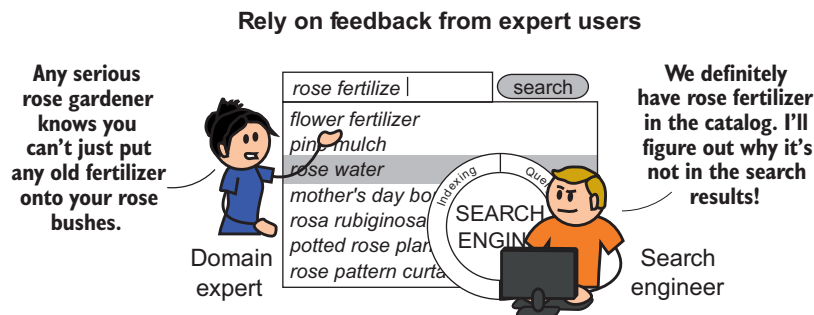 Rely on feedback from expert users
Any serious
rose gardener
knows you
can't just put
any old fertilizer
onto your rose
bushes.
Domain
expert
rose fertilize
search
flower fertilizer
pine mulch
rose water
mother's day bo
rosa rubiginosa
potted rose plan
rose pattern curta
Indexing
Que
SEARCH
ENGIN
We definitely
have rose fertilizer
in the catalog. I'll
figure out why it's
not in the search
results!
Search
engineer